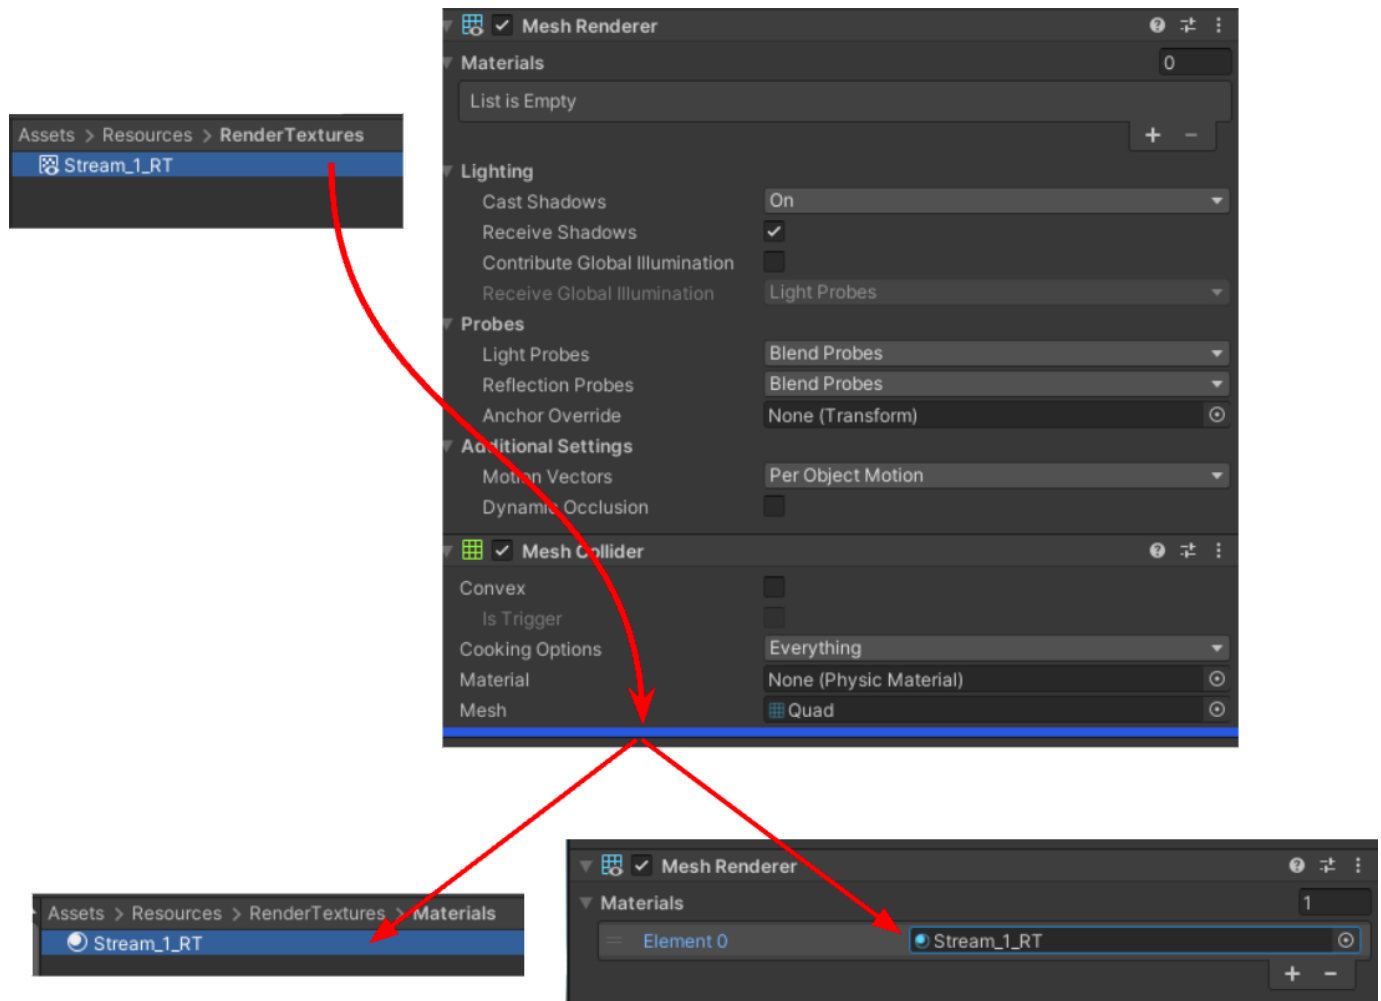 Assets > Resources > RenderTextures
Stream_1_RT
Mesh Renderer
Materials 0
List is Empty
+ -
Lighting
Cast Shadows On
Receive Shadows
Contribute Global Illumination
Receive Global Illumination Light Probes
Probes
Light Probes Blend Probes
Reflection Probes Blend Probes
Anchor Override None (Transform)
Additional Settings
Motion Vectors Per Object Motion
Dynamic Occlusion
Mesh Collider
Convex
Is Trigger
Cooking Options Everything
Material None (Physic Material)
Mesh Quad
Assets > Resources > RenderTextures > Materials
Stream_1_RT
Mesh Renderer
Materials 1
Element 0 Stream_1_RT
+ -